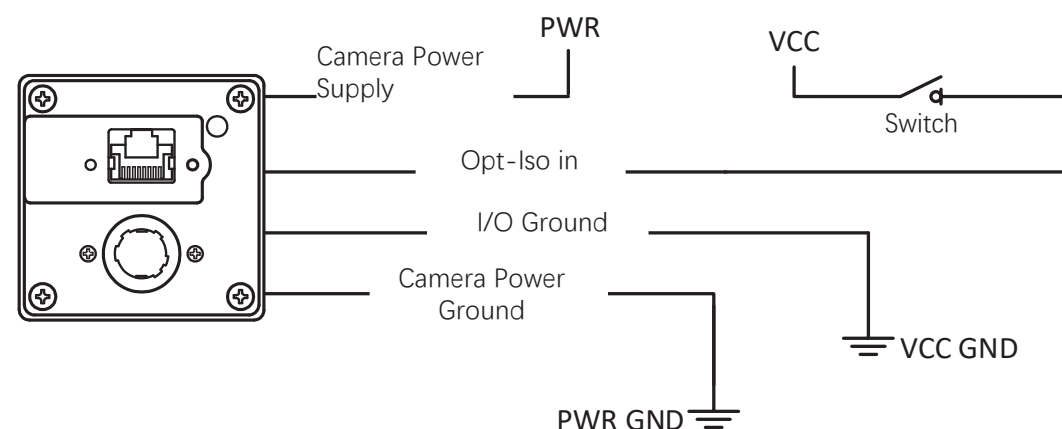 PWR
VCC
Camera Power
Supply
Switch
Opt-Iso in
I/O Ground
Camera Power
Ground
VCC GND
PWR GND